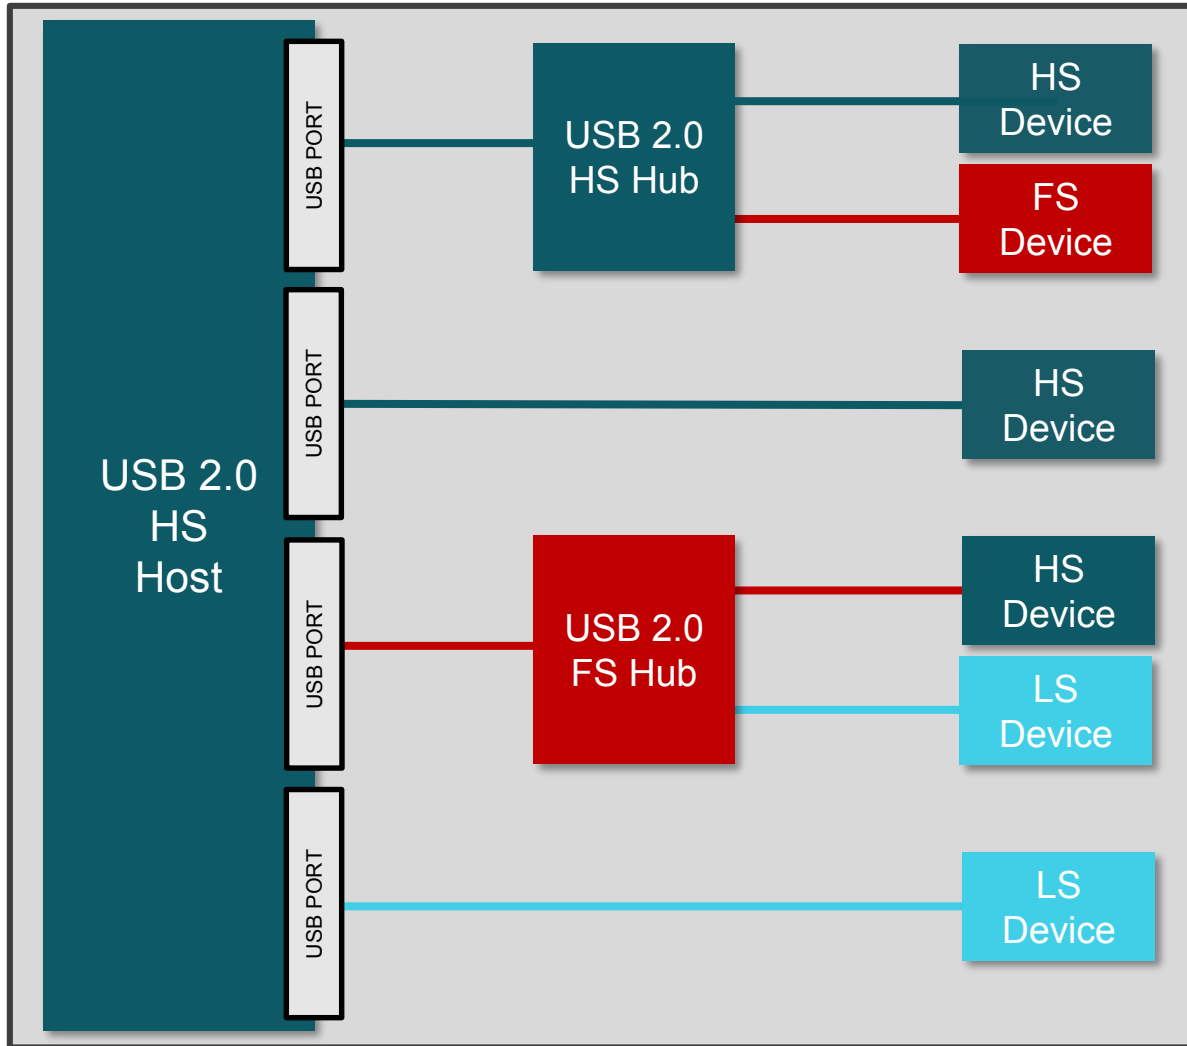 USB 2.0
HS
Host
USB PORT
USB 2.0
HS Hub
HS
Device
FS
Device
USB PORT
HS
Device
USB PORT
USB 2.0
FS Hub
HS
Device
LS
Device
USB PORT
LS
Device